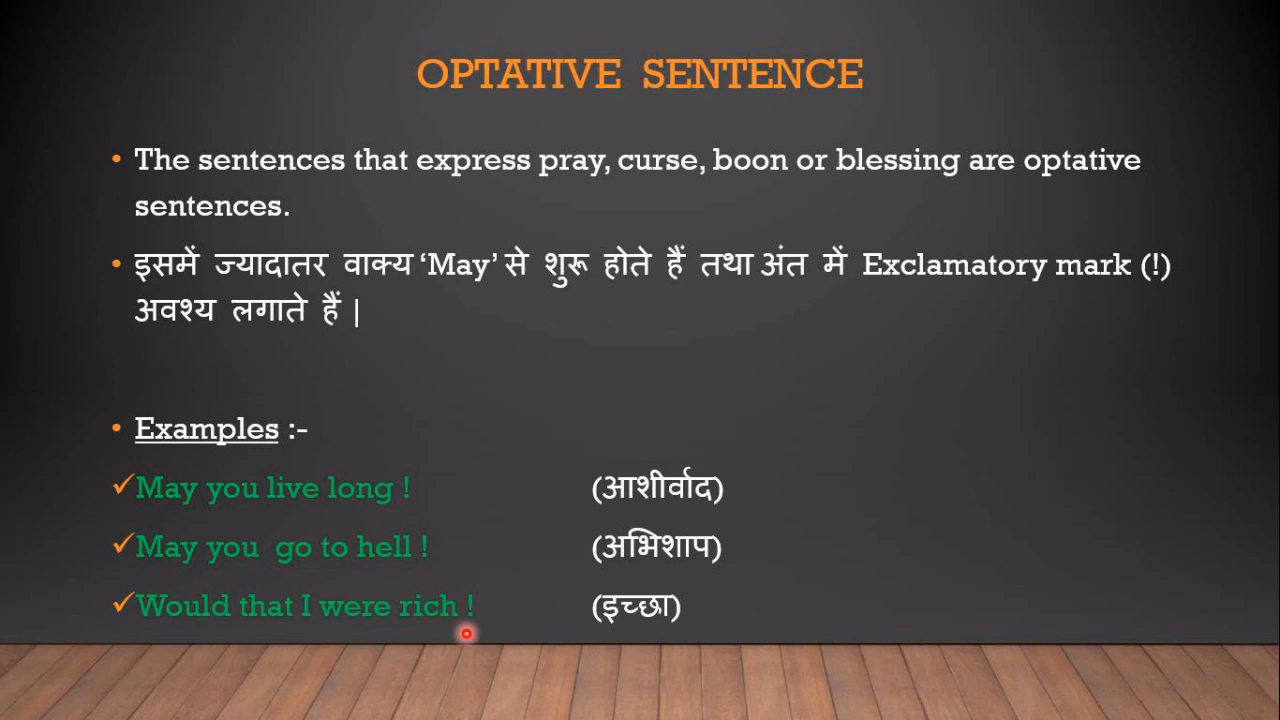 OPTATIVE SENTENCE
• The sentences that express pray, curse, boon or blessing are optative
sentences.
• इसमें ज्यादातर वाक्य ‘May’ से शुरू होते हैं तथा अंत में Exclamatory mark (!)
अवश्य लगाते हैं |
• Examples :-
✓May you live long ! (आशीर्वाद)
✓May you go to hell ! (अभिशाप)
✓Would that I were rich ! (इच्छा)